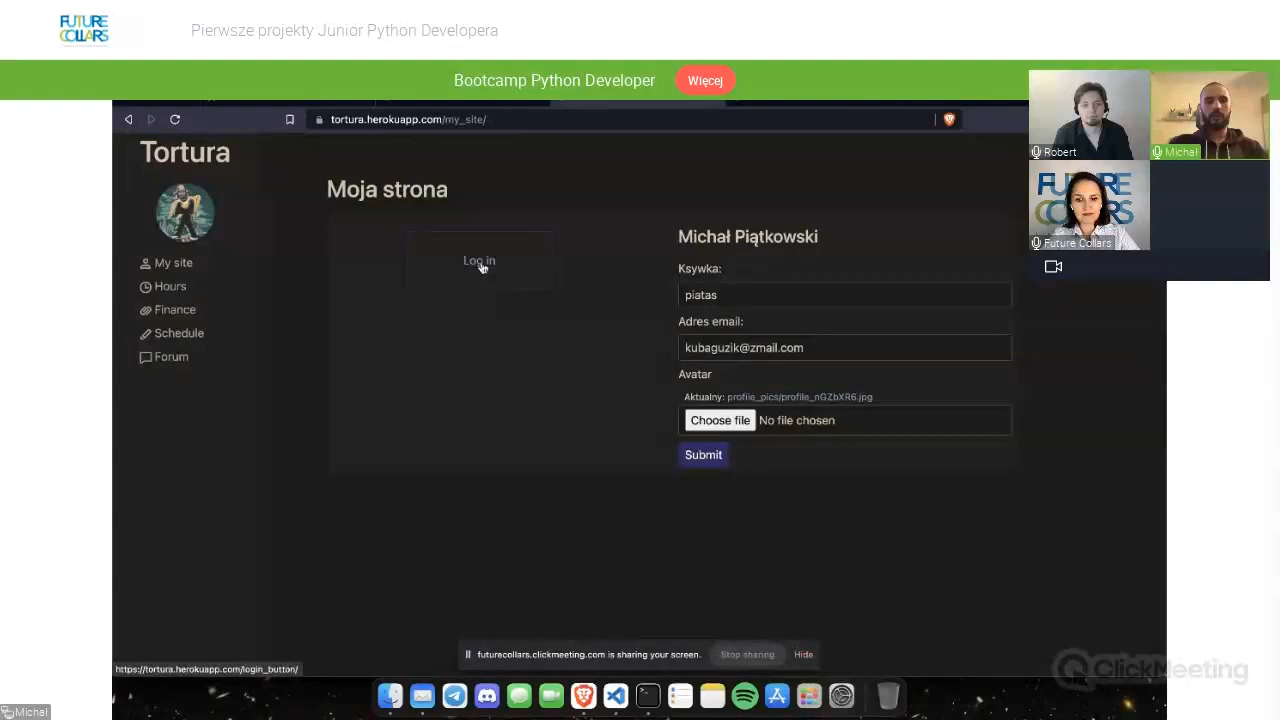 FUTURE
COLLARS
Pierwsze projekty Junior Python Developera
Bootcamp Python Developer
Więcej
tortura.herokuapp.com/my_site/
Robert
Michał
FUTURE
COLLARS
Future Collars
Tortura
My site
Hours
Finance
Schedule
Forum
Moja strona
Log in
Michał Piątkowski
Ksywka:
piatas
Adres email:
kubaguzik@zmail.com
Avatar
Aktualny: profile_pics/profile_nGZbXR6.jpg
Choose file No file chosen
Submit
futurecollars.clickmeeting.com is sharing your screen.
Stop sharing
Hide
https://tortura.herokuapp.com/login_button/
ClickMeeting
Michał